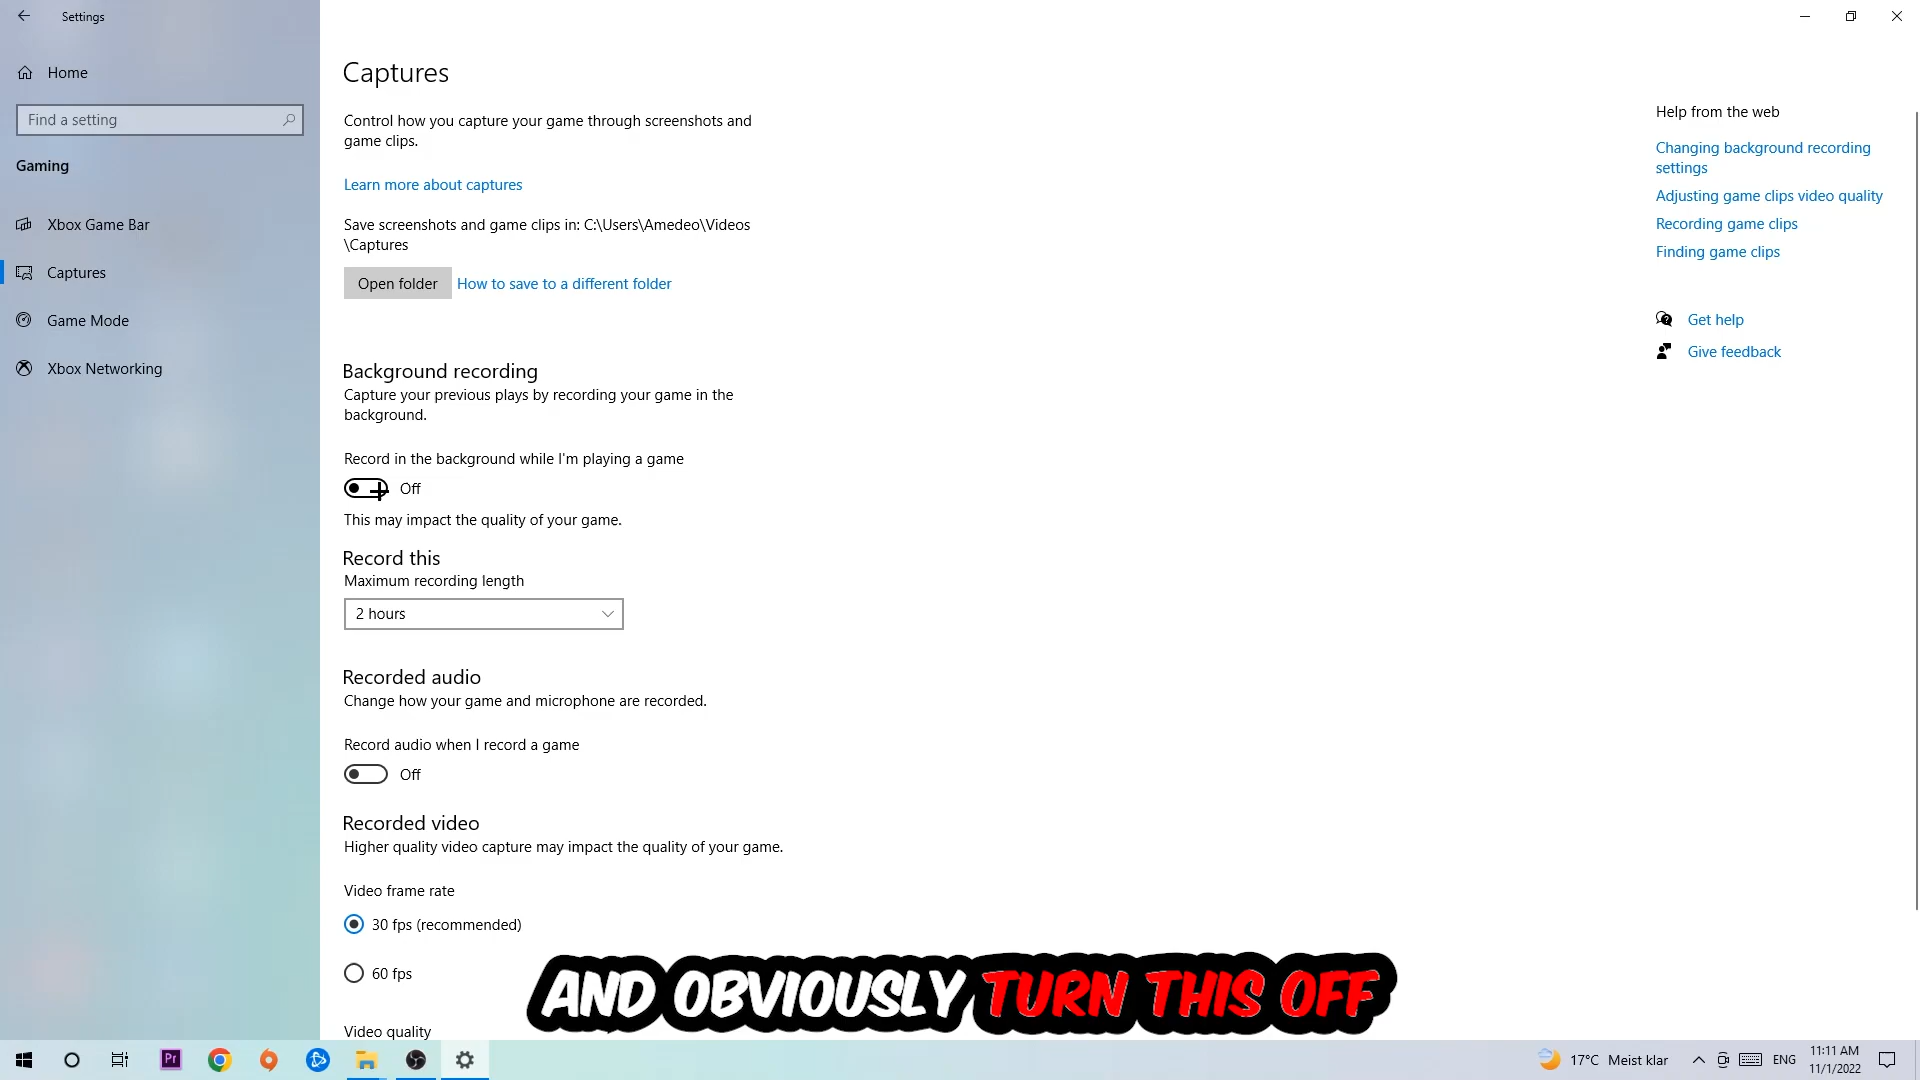 Settings
Home
Find a setting
Gaming
Xbox Game Bar
Captures
Game Mode
Xbox Networking
Captures
Control how you capture your game through screenshots and
game clips.
Learn more about captures
Save screenshots and game clips in: C:\Users\Amedeo\Videos
\Captures
Open folder
How to save to a different folder
Background recording
Capture your previous plays by recording your game in the
background.
Record in the background while I'm playing a game
Off
This may impact the quality of your game.
Record this
Maximum recording length
2 hours
Recorded audio
Change how your game and microphone are recorded.
Record audio when I record a game
Off
Recorded video
Higher quality video capture may impact the quality of your game.
Video frame rate
30 fps (recommended)
60 fps
Video quality
Help from the web
Changing background recording
settings
Adjusting game clips video quality
Recording game clips
Finding game clips
Get help
Give feedback
AND OBVIOUSLY TURN THIS OFF
Pr
17°C Meist klar
ENG
11:11 AM
11/1/2022